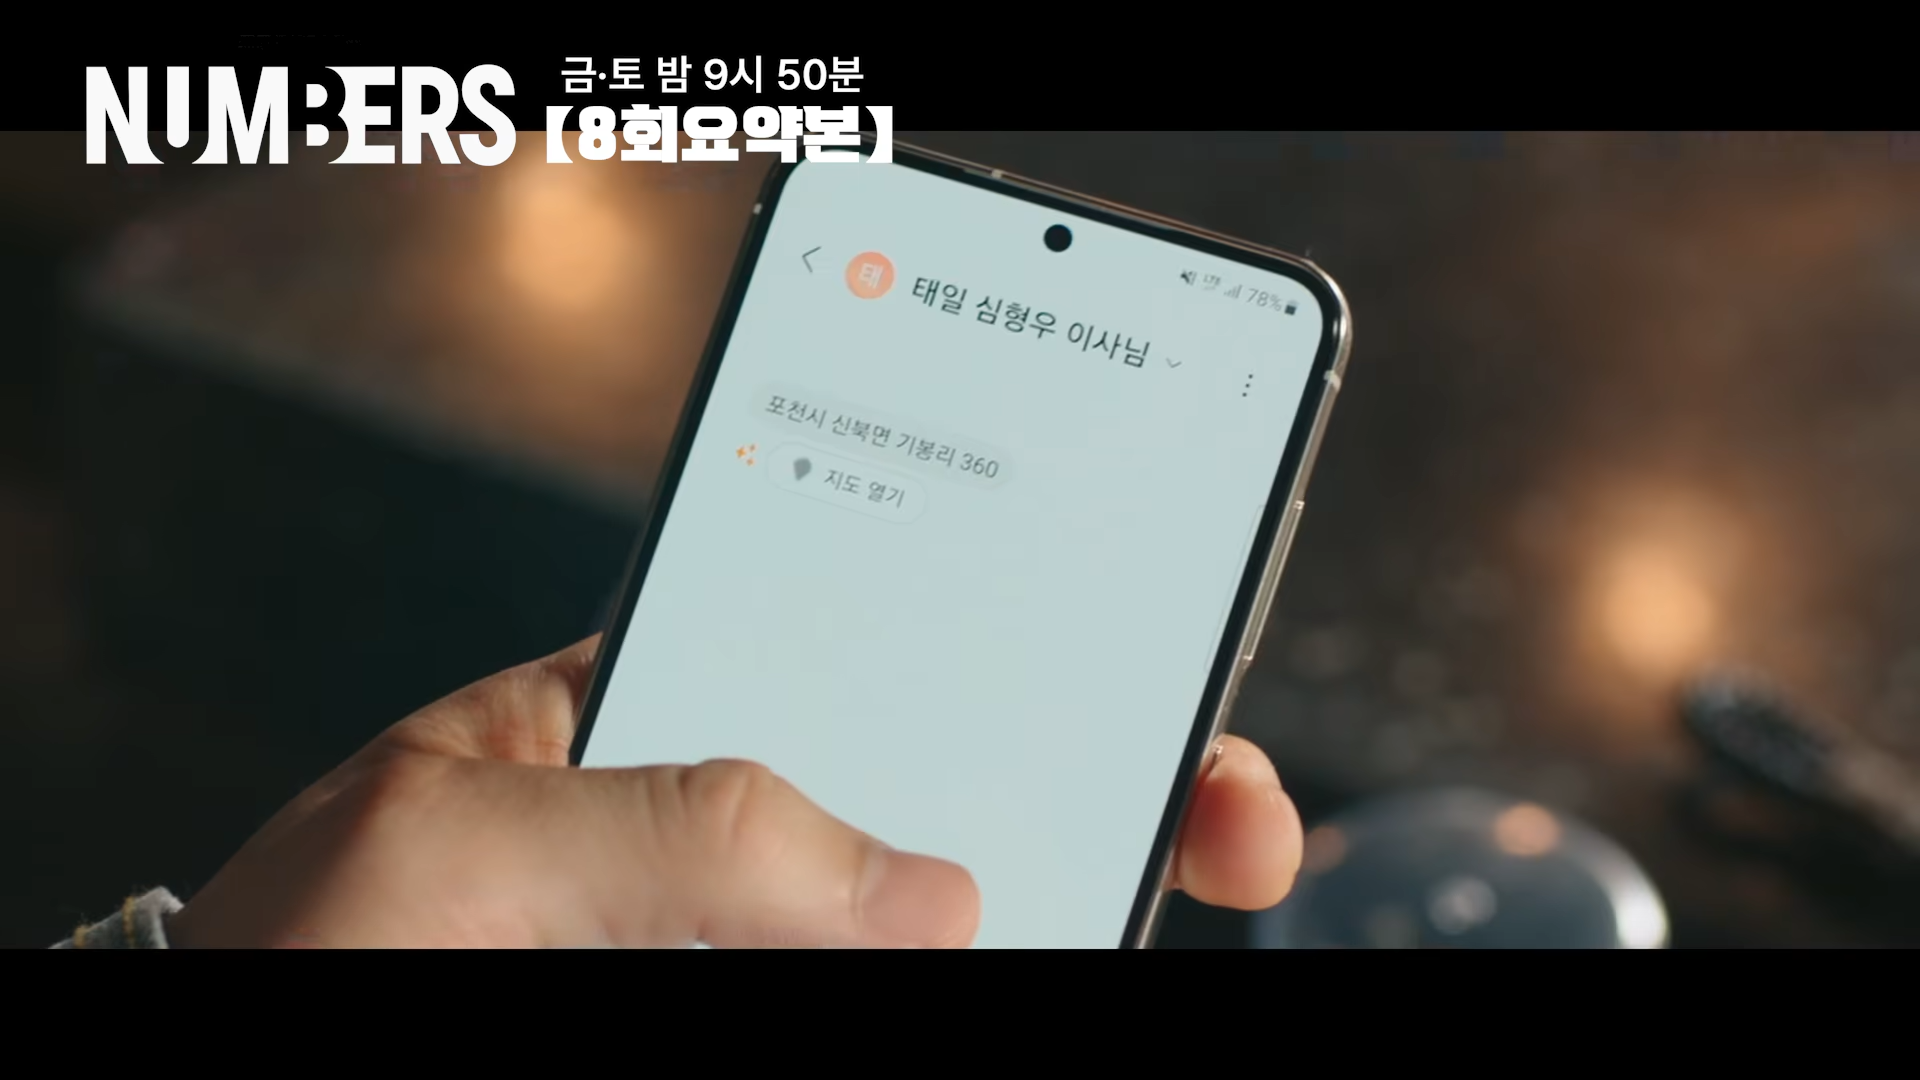 NUMBERS
금·토 밤 9시 50분
【8회요약본】
78%
태
태일 심형우 이사님
포천시 신북면 기봉리 360
지도 열기